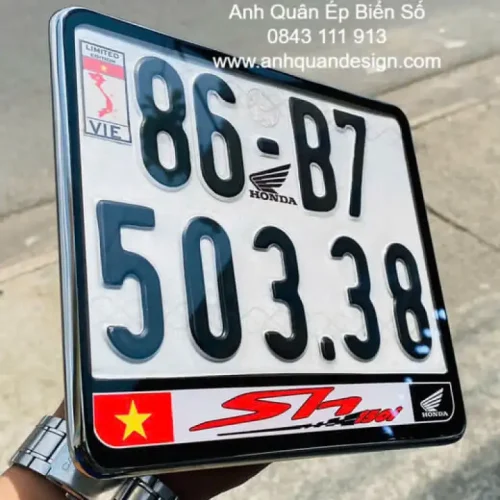 Anh Quân Ép Biển Số
0843 111 913
www.anhquandesign.com
LIMITED
EDITION
VIE
86-B7
HONDA
503.38
Sh
HONDA